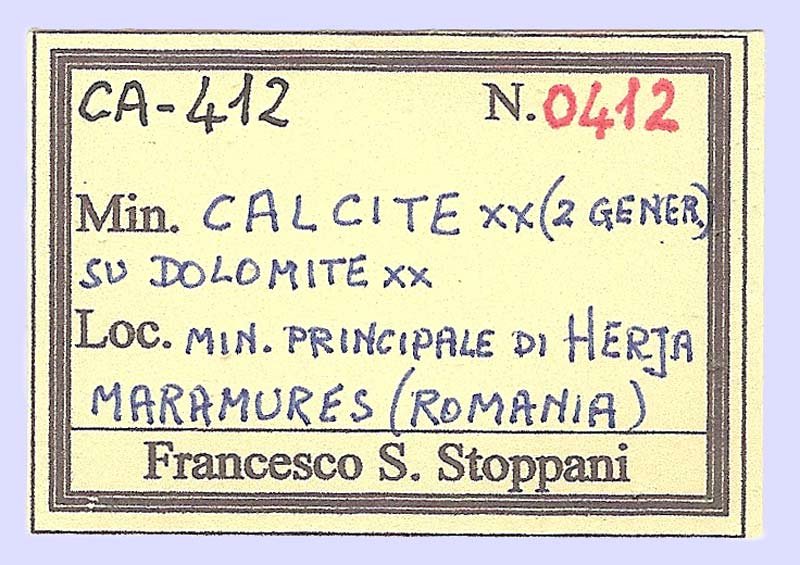 CA-412 N. 0412
Min. CALCITE xx (2 GENER.)
SU DOLOMITE xx
Loc. MIN. PRINCIPALE DI HERJA
MARAMURES (ROMANIA)
Francesco S. Stoppani